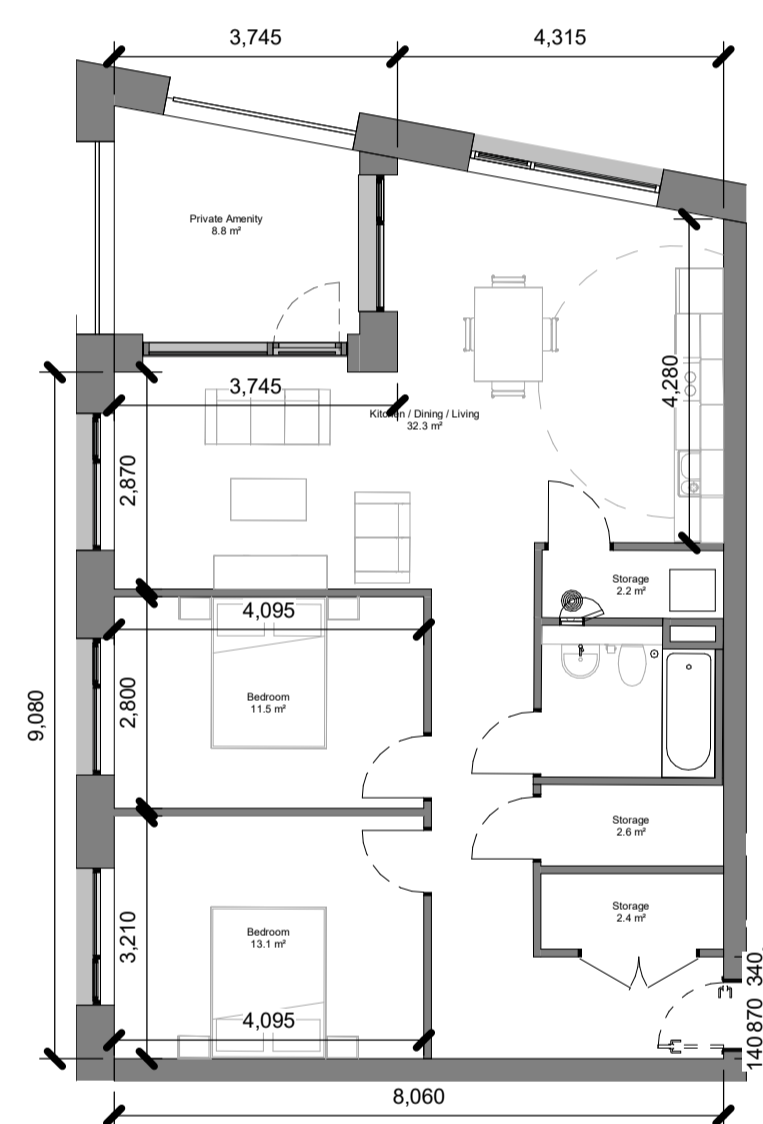 3,745
4,315
Private Amenity
8.8 m²
4,280
3,745
Kitchen / Dining / Living
32.3 m²
2,870
Storage
2.2 m²
4,095
9,080
2,800
Bedroom
11.5 m²
Storage
2.6 m²
Storage
2.4 m²
3,210
Bedroom
13.1 m²
340
870
140
4,095
8,060